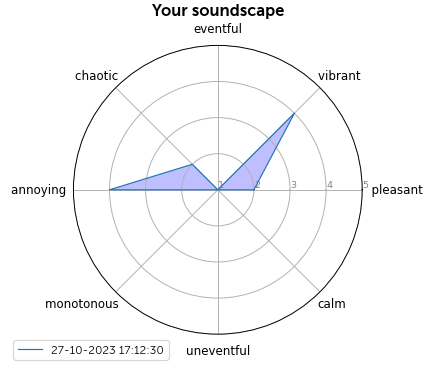 Your soundscape
eventful
chaotic
vibrant
annoying
1 2 3 4 5
pleasant
monotonous
calm
27-10-2023 17:12:30
uneventful